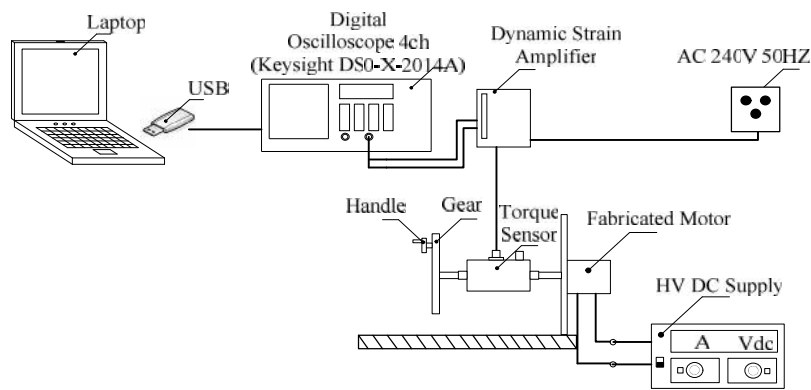 Laptop
USB
Digital
Oscilloscope 4ch
(Keysight DS0-X-2014A)
Dynamic Strain
Amplifier
AC 240V 50HZ
Handle
Gear
Torque
Sensor
Fabricated Motor
HV DC Supply
A Vdc